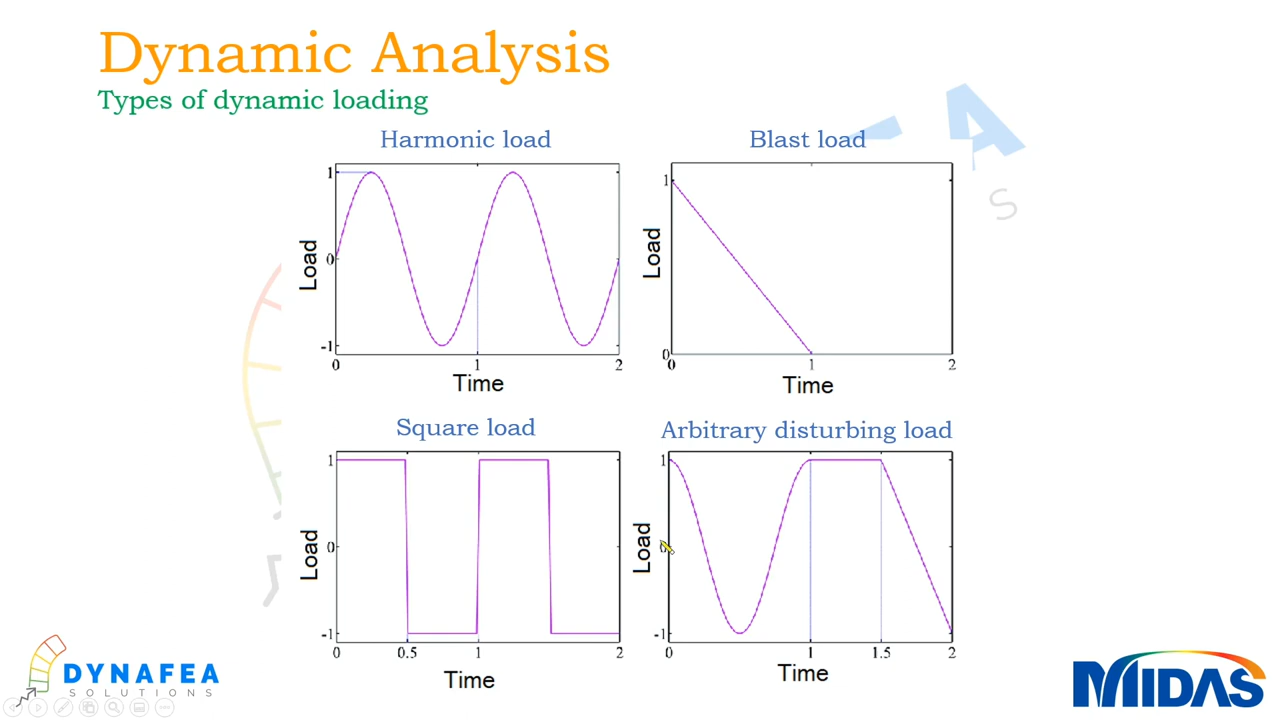 Dynamic Analysis
Types of dynamic loading
Harmonic load
1
0
-1
Load
0 1 2
Time
Blast load
1
0
Load
0 1 2
Time
Square load
1
0
-1
Load
0 0.5 1 2
Time
Arbitrary disturbing load
1
0
-1
Load
0 1 1.5 2
Time
A
S
DYNAFEA
SOLUTIONS
MIDAS